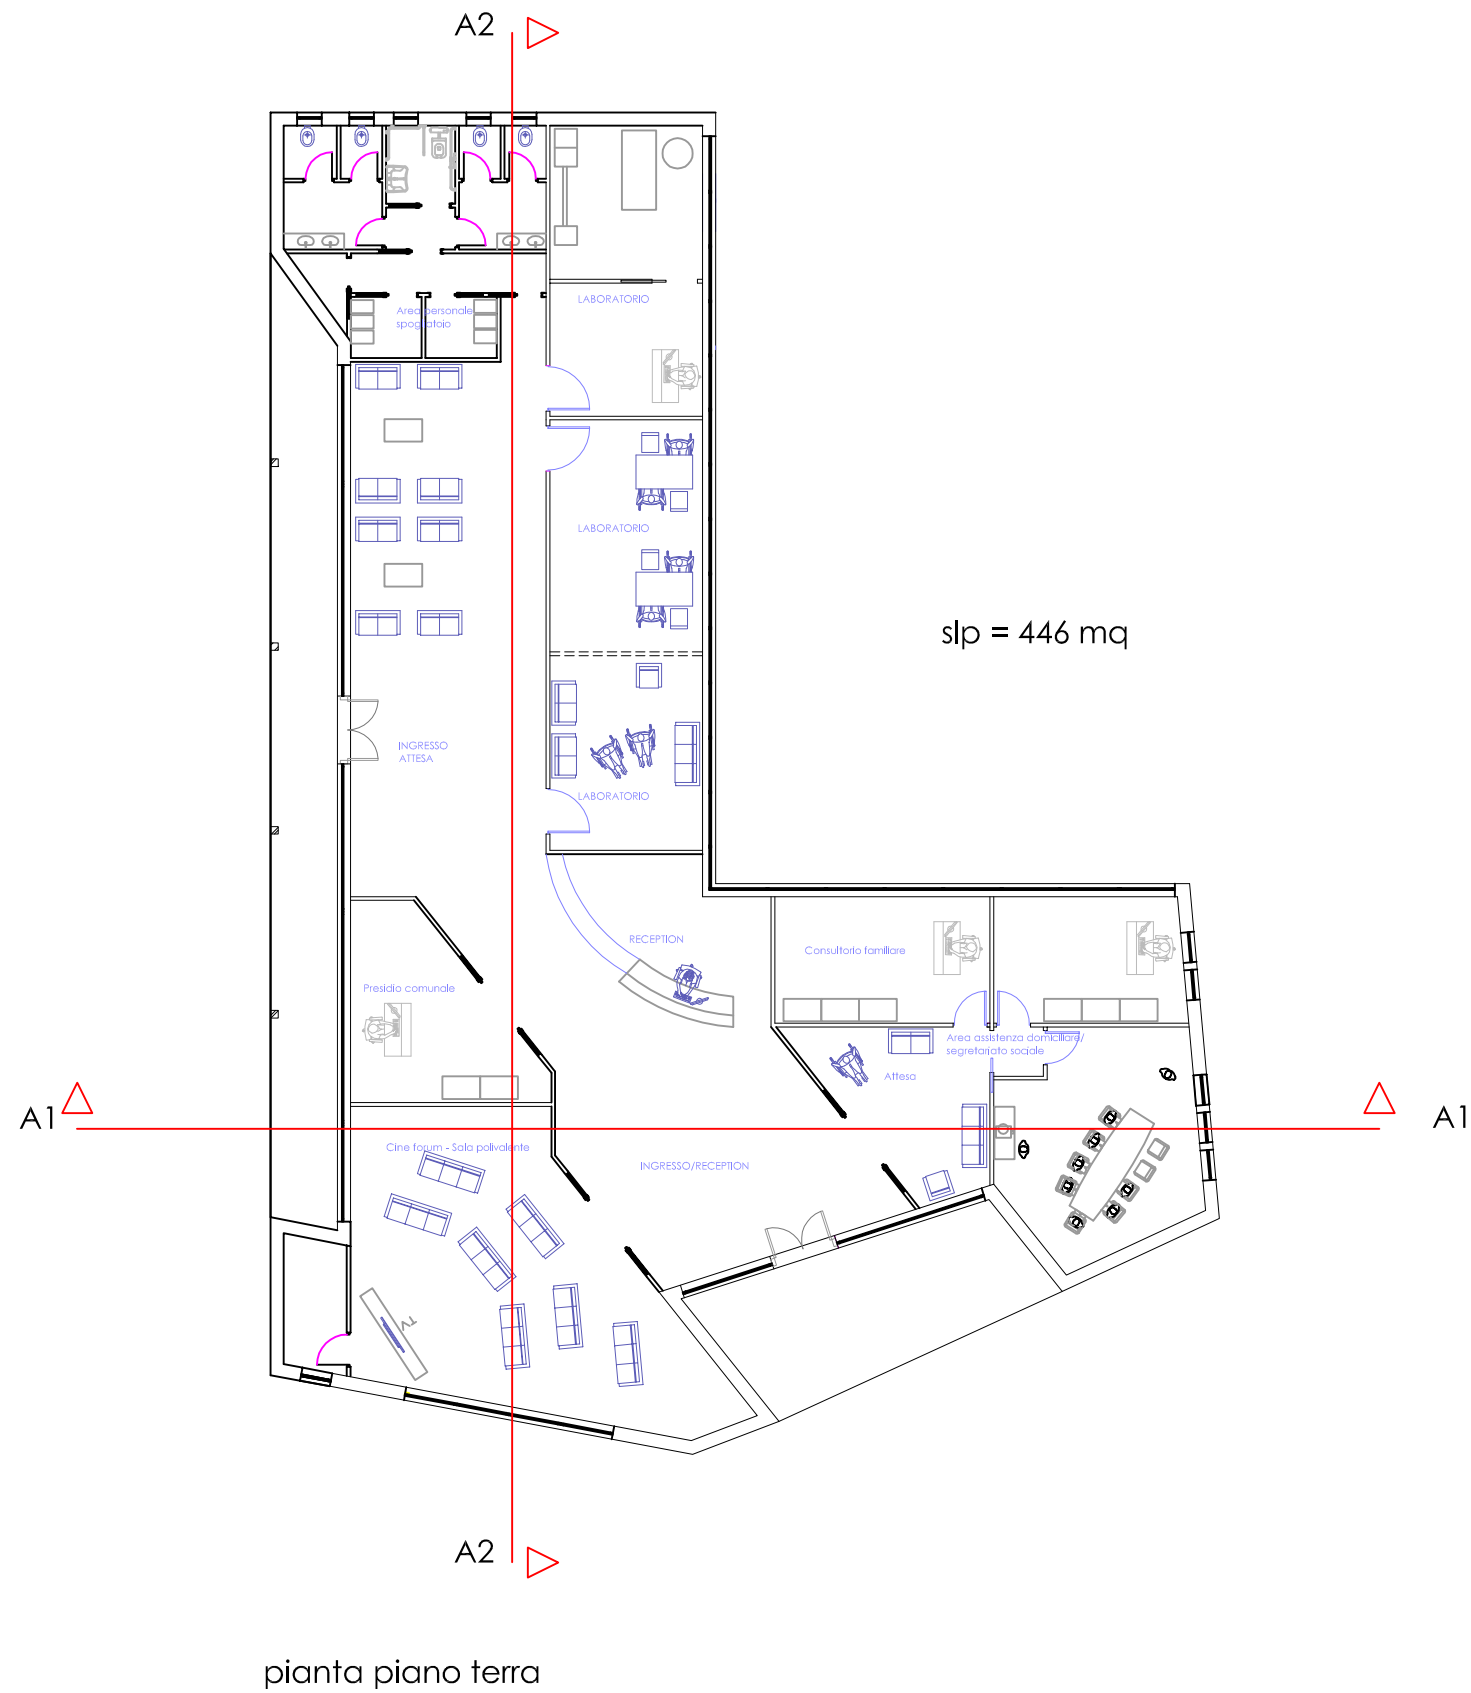 A2
LABORATORIO
Area personale
spogliatoio
LABORATORIO
slp = 446 mq
INGRESSO
ATTESA
LABORATORIO
RECEPTION
Consultorio familiare
Presidio comunale
Area assistenza domiciliare/
segretariato sociale
Attesa
A1
A1
Cine forum - Sala polivalente
INGRESSO/RECEPTION
TV
A2
pianta piano terra